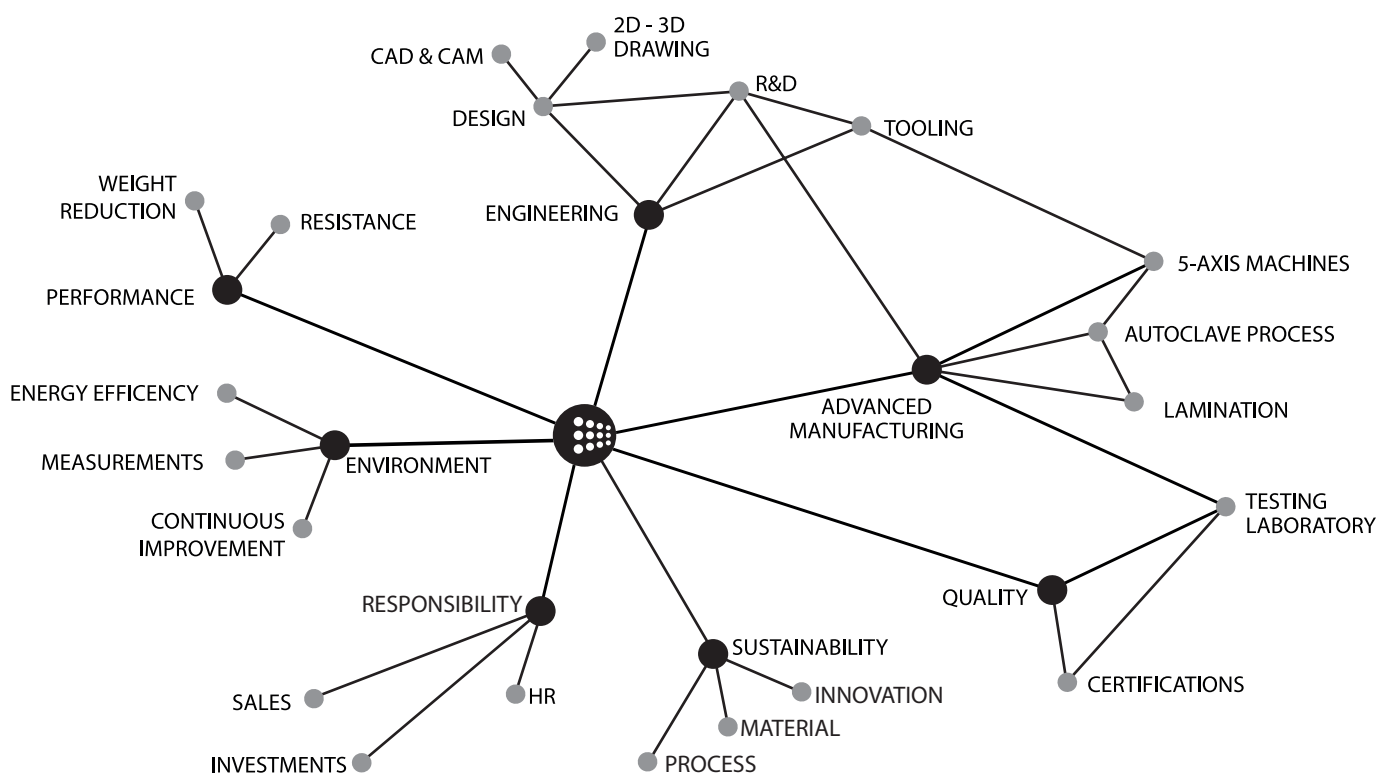 2D - 3D
DRAWING
CAD & CAM
R&D
DESIGN
TOOLING
WEIGHT
REDUCTION
RESISTANCE
ENGINEERING
5-AXIS MACHINES
PERFORMANCE
AUTOCLAVE PROCESS
ENERGY EFFICENCY
ADVANCED
MANUFACTURING
LAMINATION
MEASUREMENTS
ENVIRONMENT
TESTING
LABORATORY
CONTINUOUS
IMPROVEMENT
RESPONSIBILITY
QUALITY
SUSTAINABILITY
CERTIFICATIONS
SALES
HR
INNOVATION
MATERIAL
INVESTMENTS
PROCESS